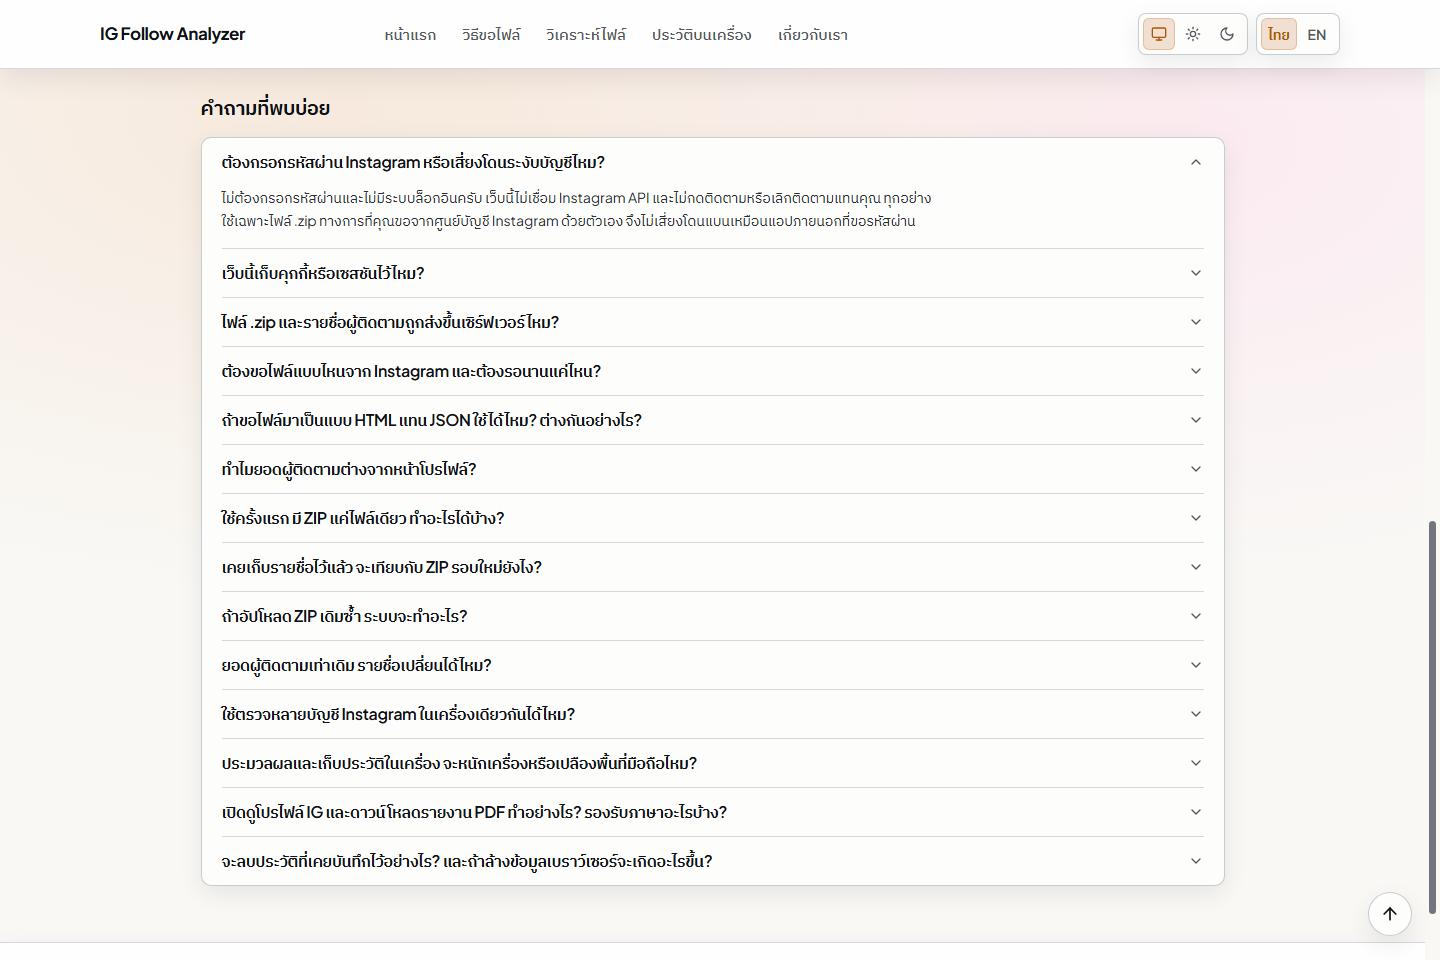 IG Follow Analyzer
หน้าแรก วิธีขอไฟล์ วิเคราะห์ไฟล์ ประวัติบนเครื่อง เกี่ยวกับเรา
ไทย EN
คำถามที่พบบ่อย
ต้องกรอกรหัสผ่าน Instagram หรือเสี่ยงโดนระงับบัญชีไหม?
ไม่ต้องกรอกรหัสผ่านและไม่มีระบบล็อกอินครับ เว็บนี้ไม่เชื่อม Instagram API และไม่กดติดตามหรือเลิกติดตามแทนคุณ ทุกอย่าง
ใช้เฉพาะไฟล์ .zip ทางการที่คุณขอจากศูนย์บัญชี Instagram ด้วยตัวเอง จึงไม่เสี่ยงโดนแบนเหมือนแอปภายนอกที่ขอรหัสผ่าน
เว็บนี้เก็บคุกกี้หรือเซสชันไว้ไหม?
ไฟล์ .zip และรายชื่อผู้ติดตามถูกส่งขึ้นเซิร์ฟเวอร์ไหม?
ต้องขอไฟล์แบบไหนจาก Instagram และต้องรอนานแค่ไหน?
ถ้าขอไฟล์มาเป็นแบบ HTML แทน JSON ใช้ได้ไหม? ต่างกันอย่างไร?
ทำไมยอดผู้ติดตามต่างจากหน้าโปรไฟล์?
ใช้ครั้งแรก มี ZIP แค่ไฟล์เดียว ทำอะไรได้บ้าง?
เคยเก็บรายชื่อไว้แล้ว จะเทียบกับ ZIP รอบใหม่ยังไง?
ถ้าอัปโหลด ZIP เดิมซ้ำ ระบบจะทำอะไร?
ยอดผู้ติดตามเท่าเดิม รายชื่อเปลี่ยนได้ไหม?
ใช้ตรวจหลายบัญชี Instagram ในเครื่องเดียวกันได้ไหม?
ประมวลผลและเก็บประวัติในเครื่อง จะหนักเครื่องหรือเปลืองพื้นที่มือถือไหม?
เปิดดูโปรไฟล์ IG และดาวน์โหลดรายงาน PDF ทำอย่างไร? รองรับภาษาอะไรบ้าง?
จะลบประวัติที่เคยบันทึกไว้อย่างไร? และถ้าล้างข้อมูลเบราว์เซอร์จะเกิดอะไรขึ้น?